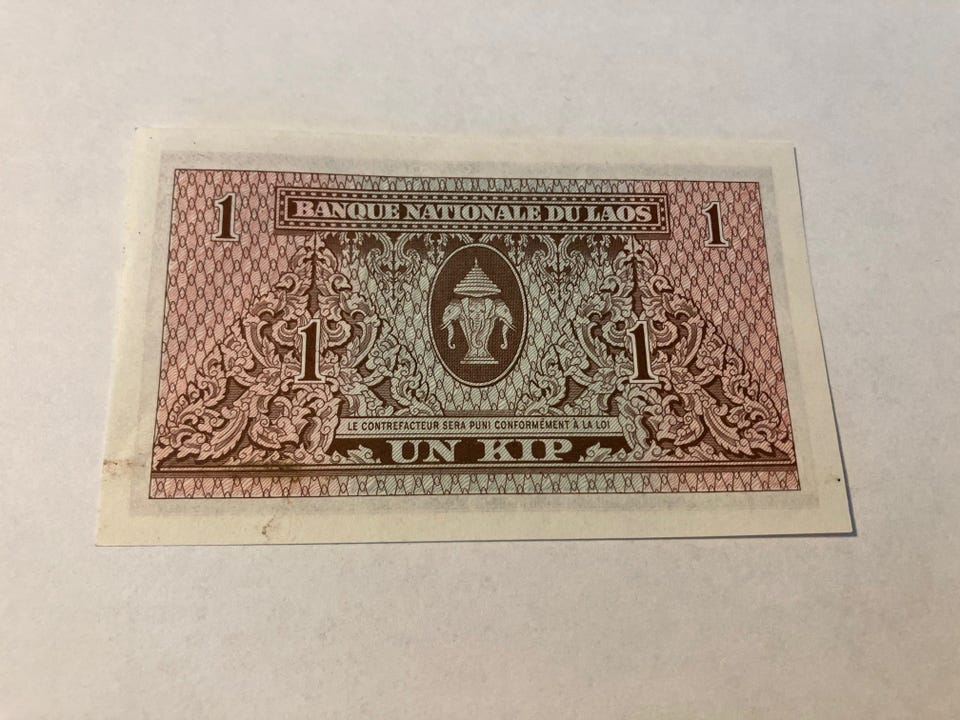 1 BANQUE NATIONALE DU LAOS 1
1 1
LE CONTREFACTEUR SERA PUNI CONFORMÉMENT À LA LOI
UN KIP